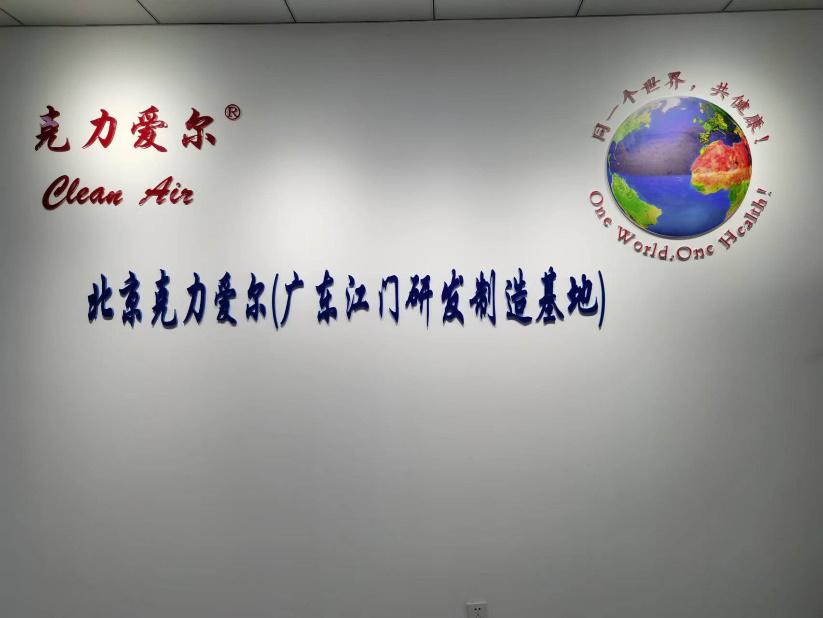 克力爱尔®
Clean Air
同一个世界，共健康！
One World,One Health!
北京克力爱尔(广东江门研发制造基地)